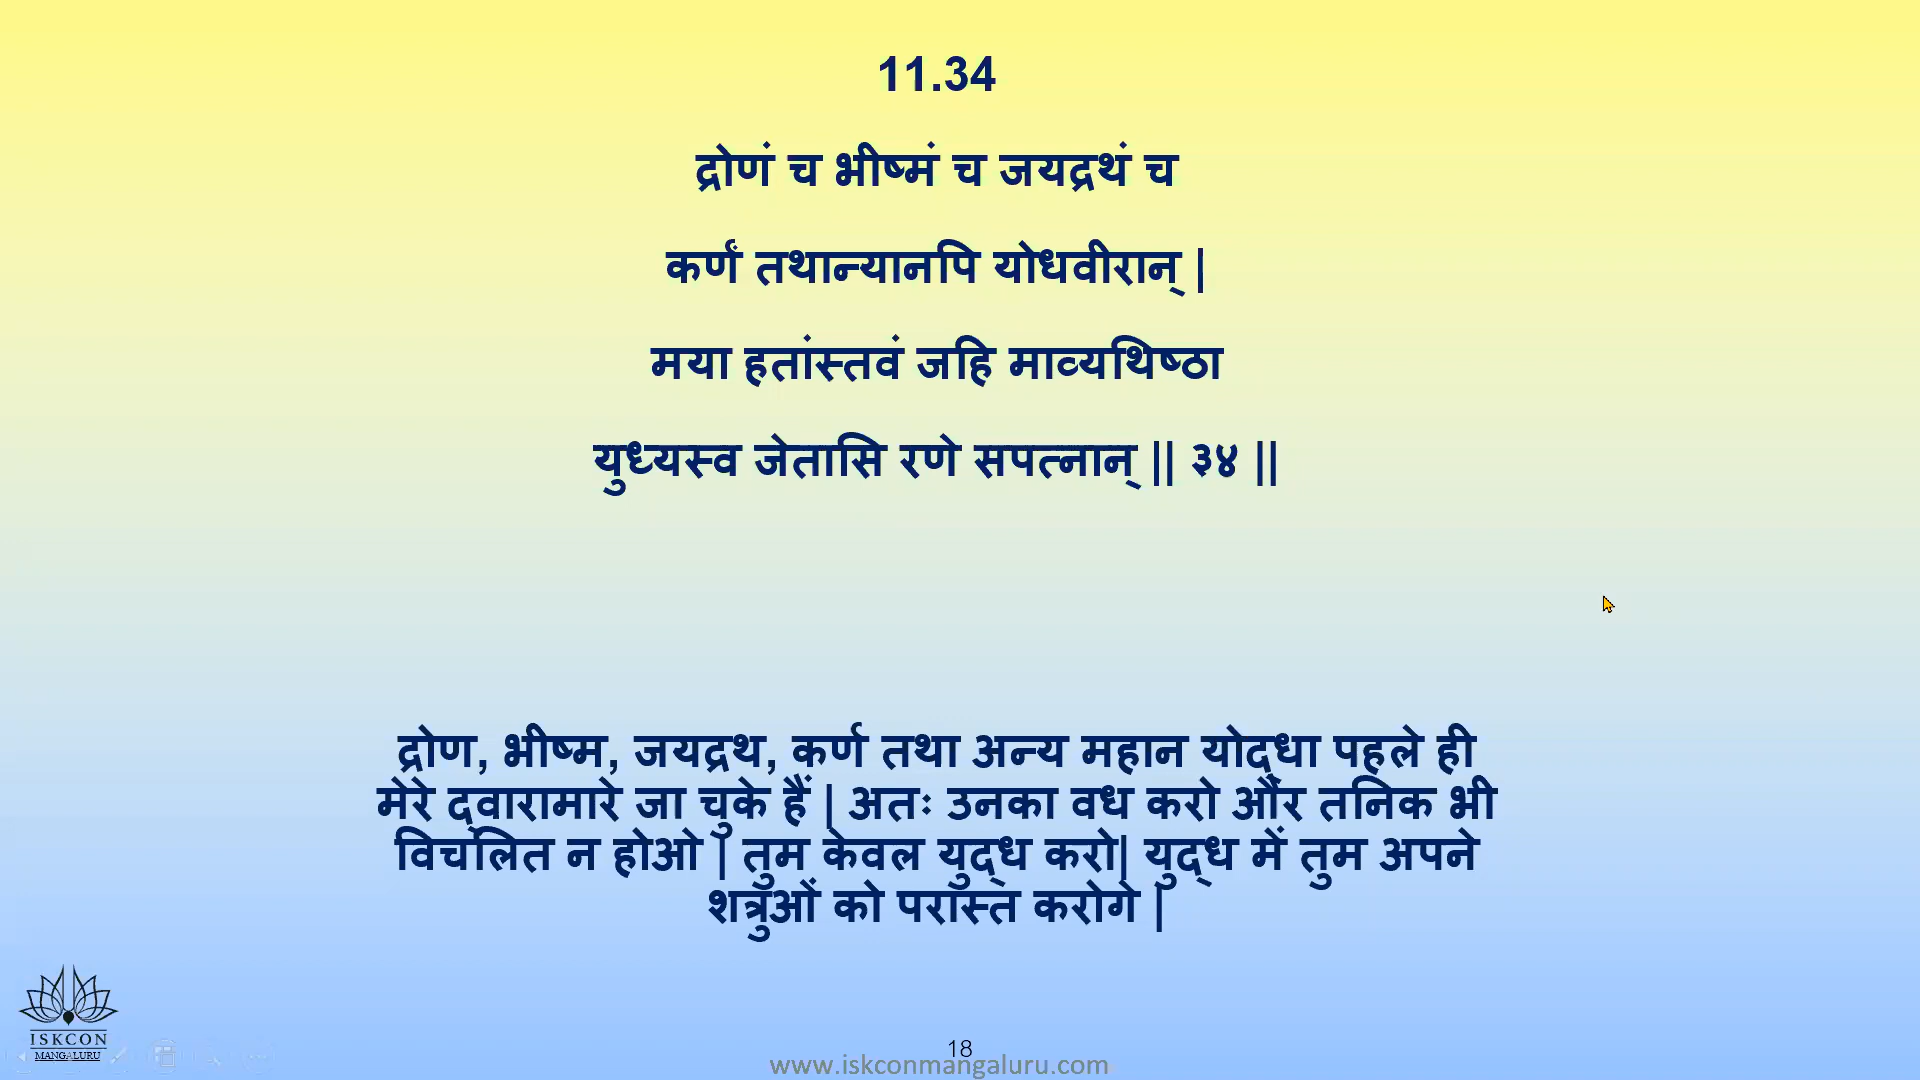 11.34
द्रोणं च भीष्मं च जयद्रथं च
कर्णं तथान्यानपि योधवीरान् |
मया हतांस्तवं जहि माव्यथिष्ठा
युध्यस्व जेतासि रणे सपत्नान् || ३४ ||
द्रोण, भीष्म, जयद्रथ, कर्ण तथा अन्य महान योद्धा पहले ही
मेरे द्वारामारे जा चुके हैं | अतः उनका वध करो और तनिक भी
विचलित न होओ | तुम केवल युद्ध करो| युद्ध में तुम अपने
शत्रुओं को परास्त करोगे |
ISKCON
MANGALURU
18
www.iskconmangaluru.com